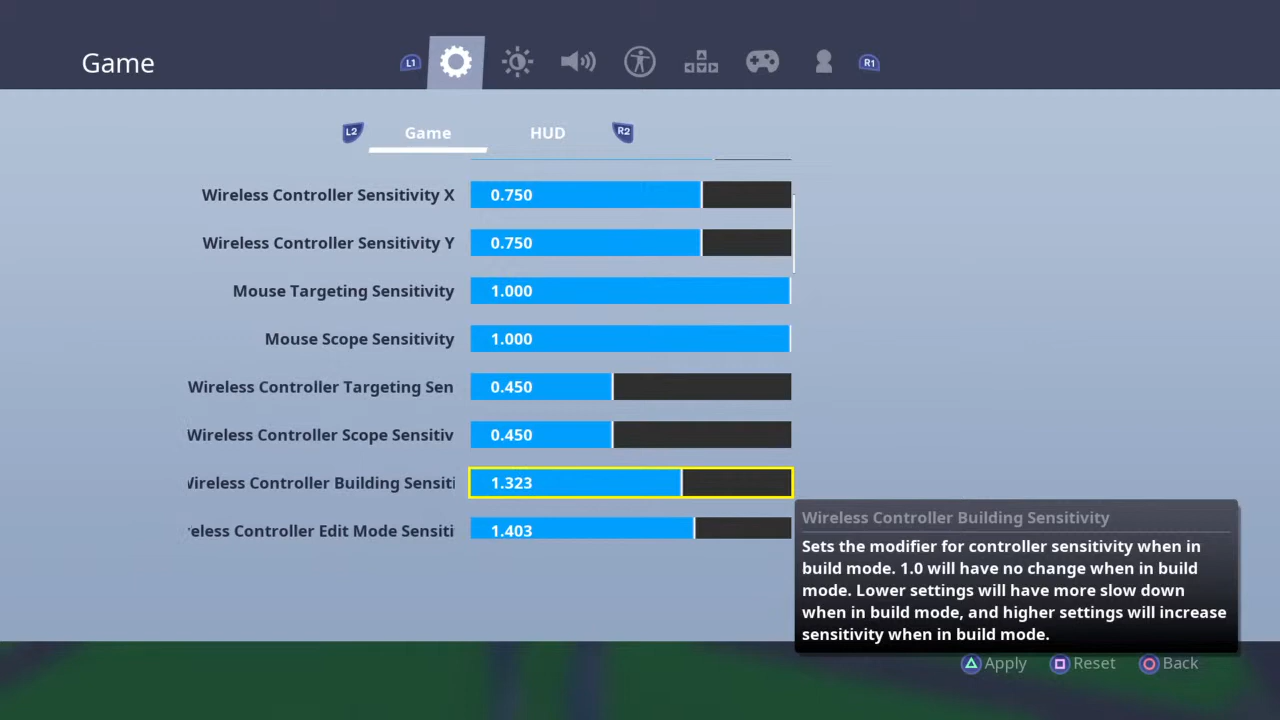 Game
L1
R1
L2
Game
HUD
R2
Wireless Controller Sensitivity X
0.750
Wireless Controller Sensitivity Y
0.750
Mouse Targeting Sensitivity
1.000
Mouse Scope Sensitivity
1.000
Wireless Controller Targeting Sen
0.450
Wireless Controller Scope Sensitiv
0.450
Wireless Controller Building Sensiti
1.323
eless Controller Edit Mode Sensiti
1.403
Wireless Controller Building Sensitivity
Sets the modifier for controller sensitivity when in
build mode. 1.0 will have no change when in build
mode. Lower settings will have more slow down
when in build mode, and higher settings will increase
sensitivity when in build mode.
Apply
Reset
Back